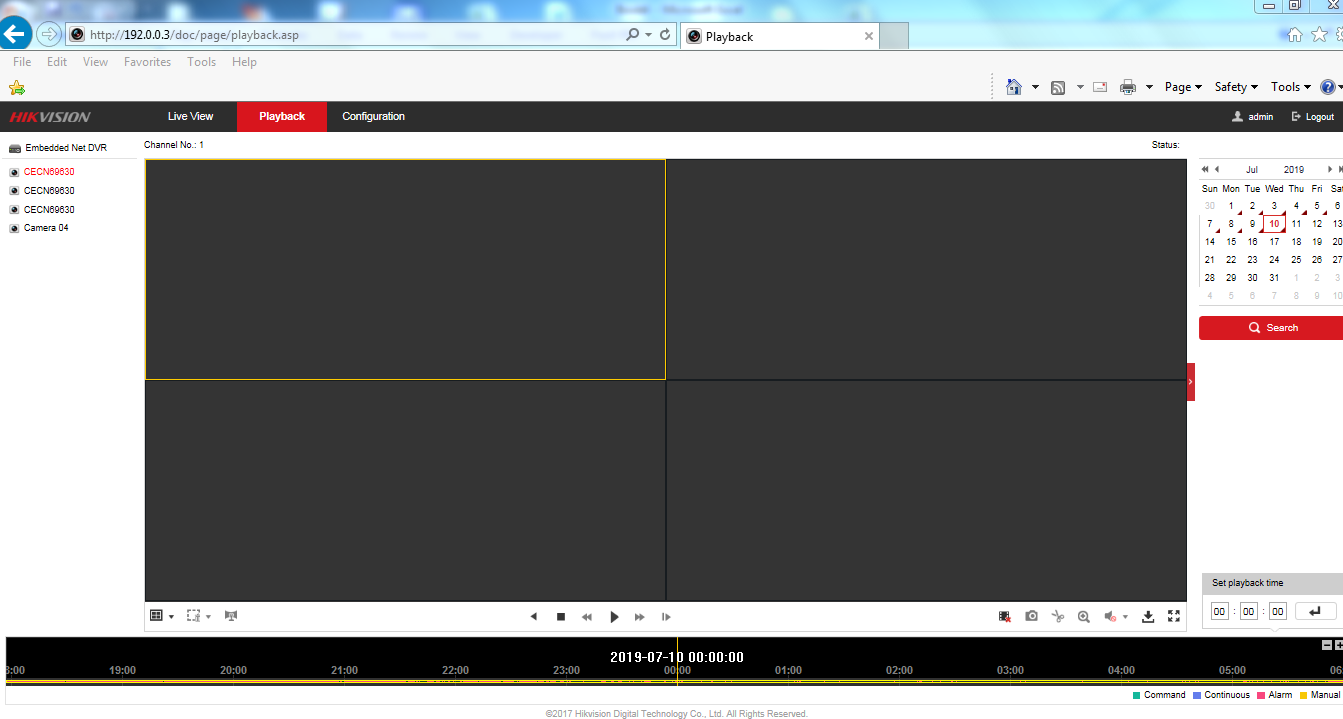 http://192.0.0.3/doc/page/playback.asp
Playback
File Edit View Favorites Tools Help
Page Safety Tools
HIKVISION Live View Playback Configuration admin Logout
Embedded Net DVR
Channel No.: 1
Status:
CECN69630
CECN69630
CECN69630
Camera 04
Jul 2019
Sun Mon Tue Wed Thu Fri Sat
30 1 2 3 4 5 6
7 8 9 10 11 12 13
14 15 16 17 18 19 20
21 22 23 24 25 26 27
28 29 30 31 1 2 3
4 5 6 7 8 9 10
Search
Set playback time
00 : 00 : 00
2019-07-10 00:00:00
8:00 19:00 20:00 21:00 22:00 23:00 00:00 01:00 02:00 03:00 04:00 05:00 06
Command Continuous Alarm Manual
©2017 Hikvision Digital Technology Co., Ltd. All Rights Reserved.